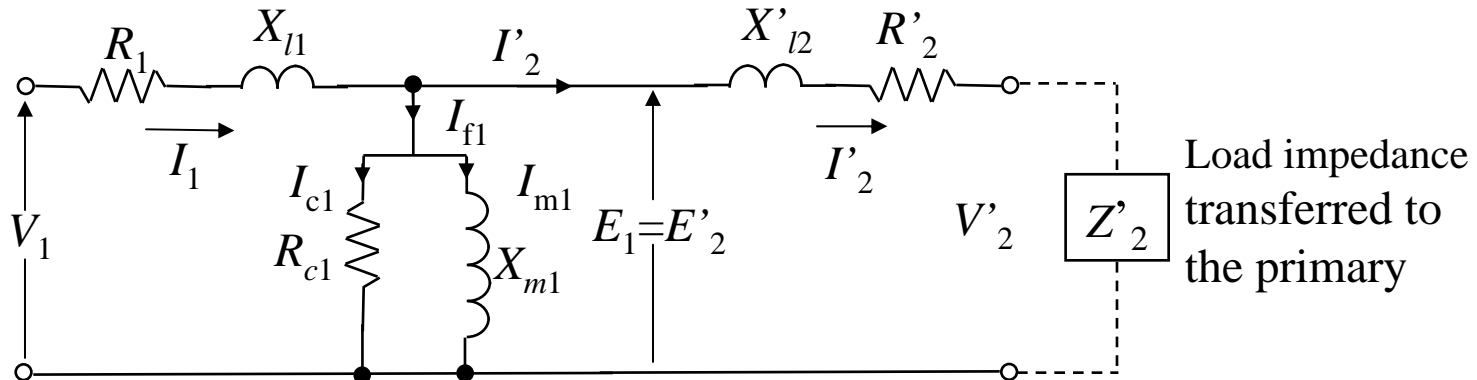 R1
Xl1
I'2
X'l2
R'2
I1
If1
I'2
Ic1
Im1
V1
Rc1
Xm1
E1=E'2
V'2
Z'2
Load impedance
transferred to
the primary